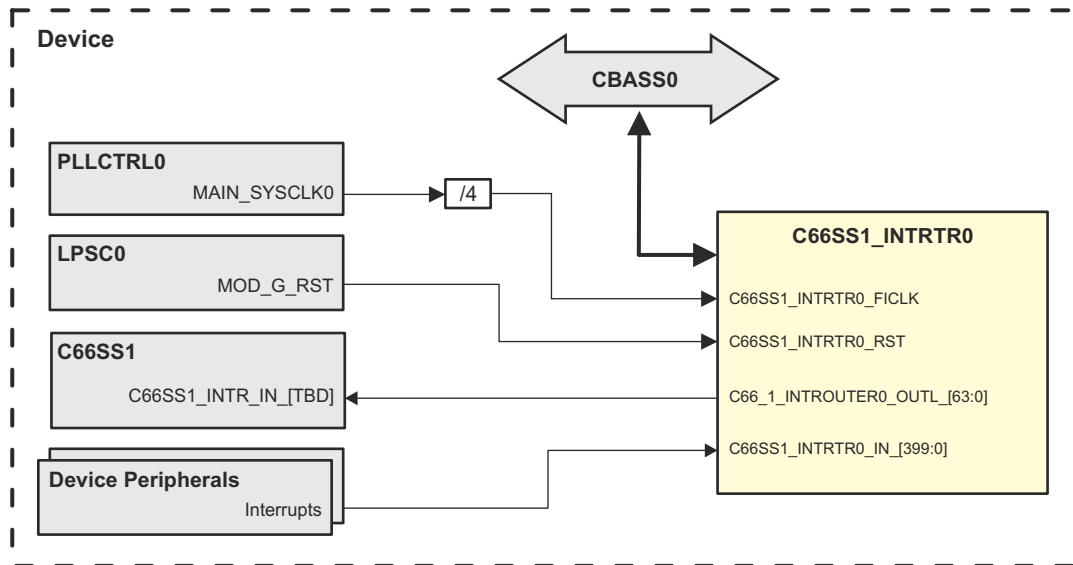 Device
CBASS0
PLLCTRL0
MAIN_SYSCLK0
/4
LPSC0
MOD_G_RST
C66SS1
C66SS1_INTR_IN_[TBD]
Device Peripherals
Interrupts
C66SS1_INTRTR0
C66SS1_INTRTR0_FICLK
C66SS1_INTRTR0_RST
C66_1_INTROUTER0_OUTL_[63:0]
C66SS1_INTRTR0_IN_[399:0]